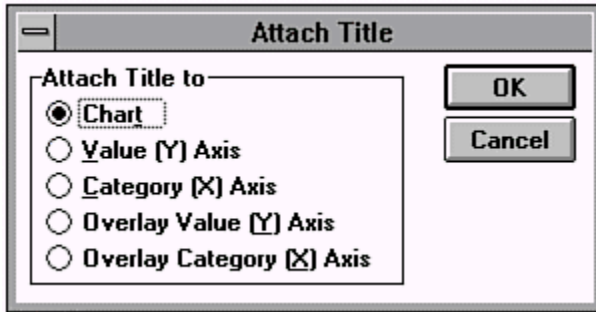 Attach Title
Attach Title to
Chart
Value (Y) Axis
Category (X) Axis
Overlay Value (Y) Axis
Overlay Category (X) Axis
OK
Cancel